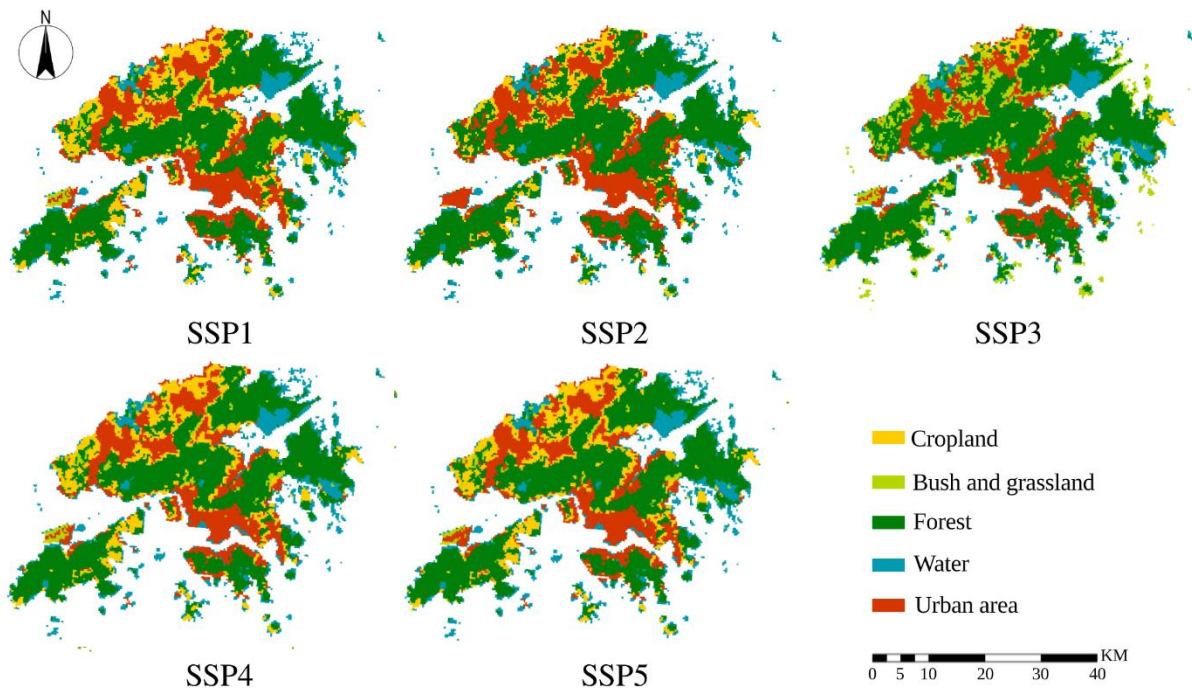 N
SSP1
SSP2
SSP3
SSP4
SSP5
Cropland
Bush and grassland
Forest
Water
Urban area
KM
0 5 10 20 30 40